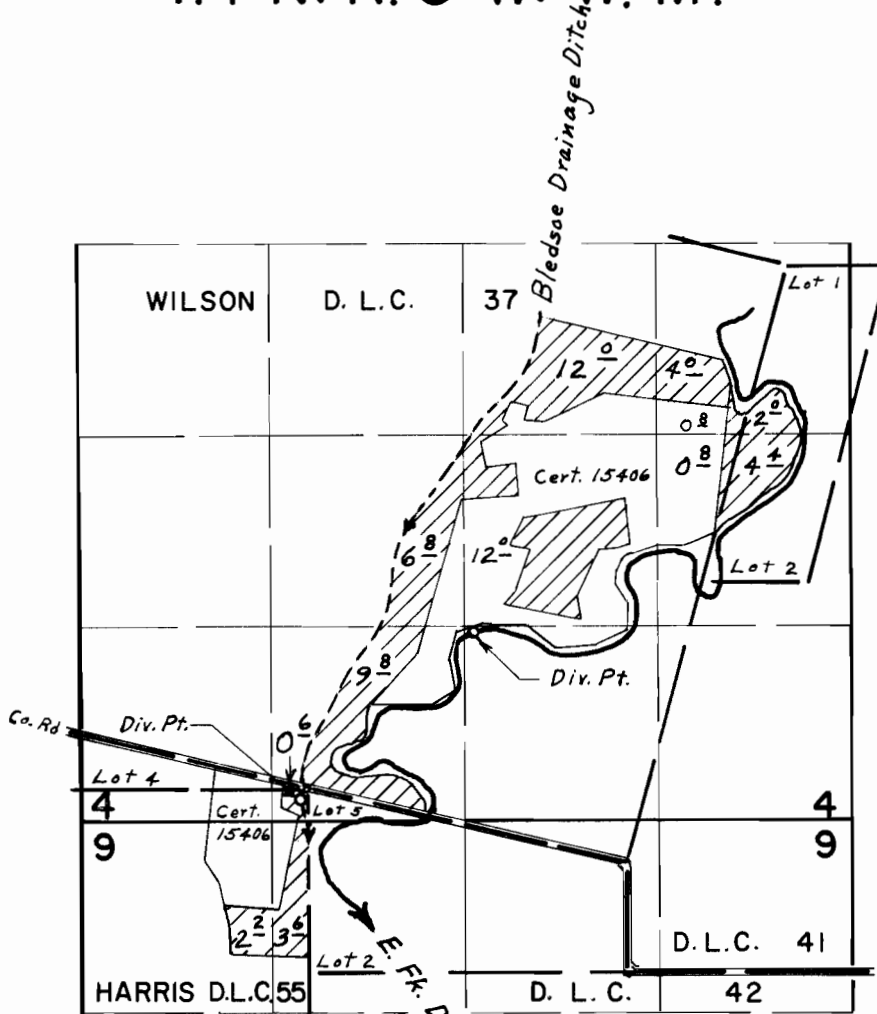 Bledsoe Drainage Ditch
WILSON D. L. C. 37
Lot 1
12 0
4 0
2 0
0 8
Cert. 15406
0 8
4 4
6 8
12 0
Lot 2
9 8
Div. Pt.
Co. Rd
Div. Pt.
0 6
Lot 4
4
Cert.
15406
Lot 5
4
9
9
2 2
3 6
E. Fk.
D. L. C. 41
Lot 2
HARRIS D.L.C. 55
D. L. C. 42